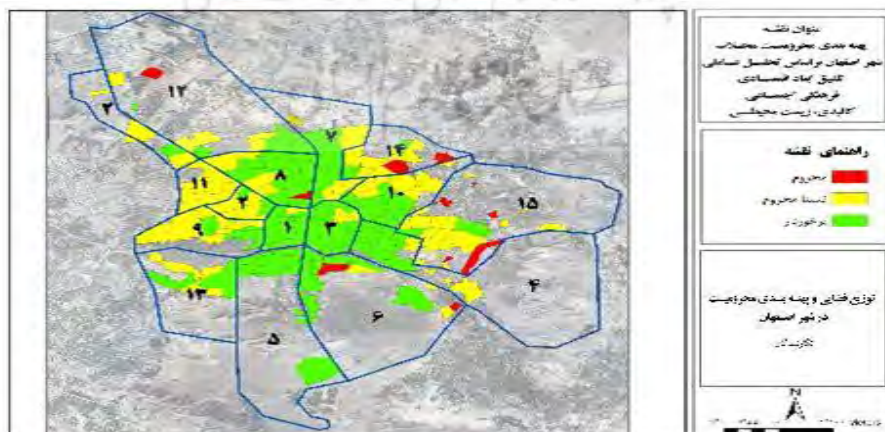 عنوان نقشه
پهنه بندی محرومیت محلات
شهر اصفهان براساس تحلیل عاملی
تلفیق ابعاد اقتصادی
فرهنگی اجتماعی
کالبدی، زیست محیطی
راهنمای نقشه
محروم
نسبتا محروم
برخوردار
توزیع فضایی و پهنه بندی محرومیت
در شهر اصفهان
N
۱۲
۲
۷
۱۴
۱۱
۸
۱۰
۱۵
۲
۹
۱
۳
۴
۱۳
۶
۵